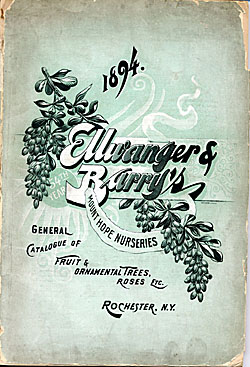 1894.
Ellwanger &
Barry's
MOUNT HOPE NURSERIES
GENERAL
CATALOGUE OF
FRUIT &
ORNAMENTAL TREES,
ROSES ETC.
ROCHESTER, N.Y.